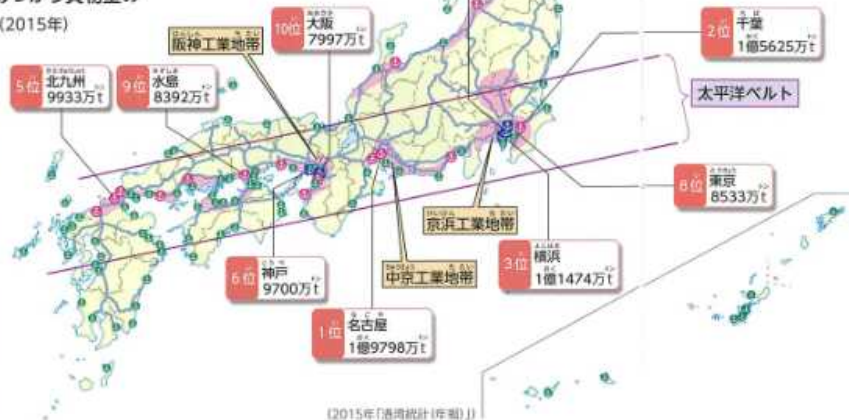 (2015年)
10位 大阪
7997万t
2位 千葉
1億5625万t
阪神工業地帯
5位 北九州
9933万t
9位 水島
8392万t
太平洋ベルト
8位 東京
8533万t
京浜工業地帯
3位 横浜
1億1474万t
中京工業地帯
6位 神戸
9700万t
1位 名古屋
1億9798万t
(2015年「港湾統計(年報)」)